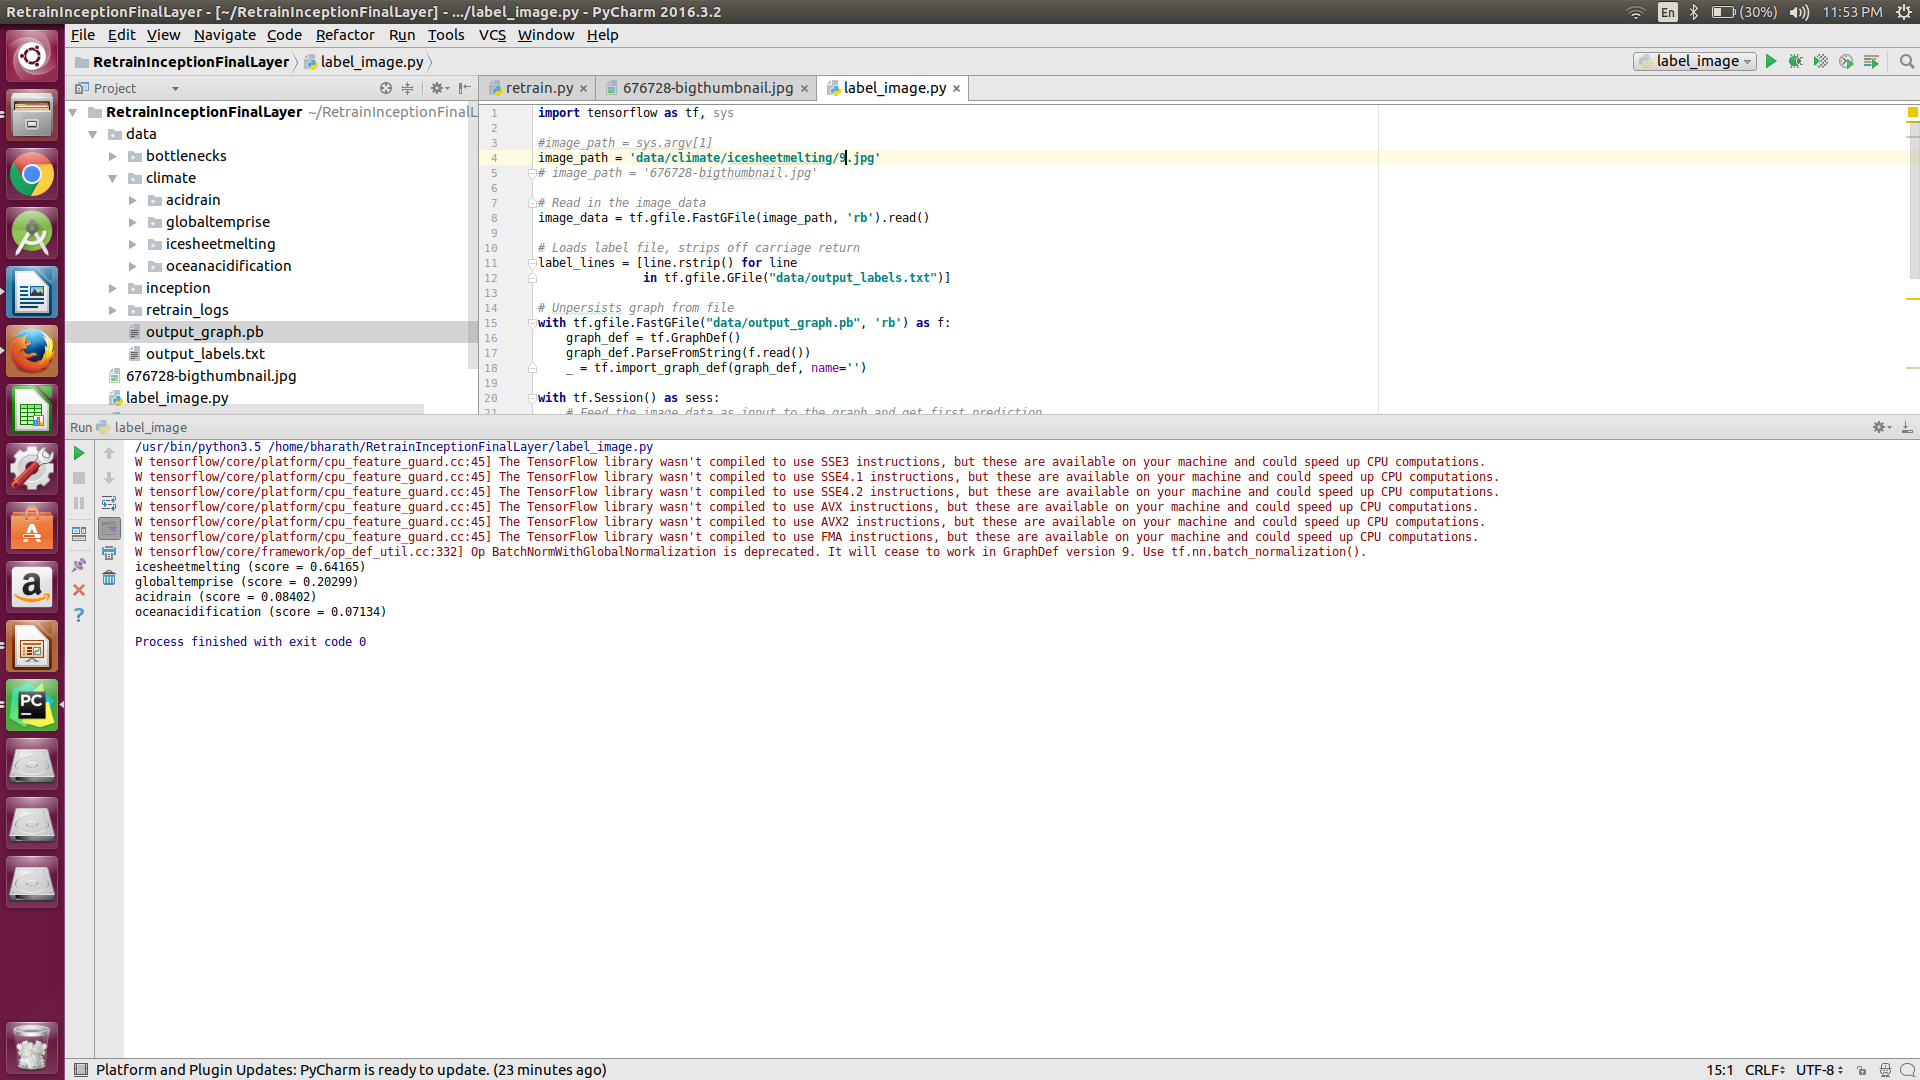 RetrainInceptionFinalLayer - [~/RetrainInceptionFinalLayer] - .../label_image.py - PyCharm 2016.3.2
En (30%) 11:53 PM
File Edit View Navigate Code Refactor Run Tools VCS Window Help
RetrainInceptionFinalLayer label_image.py label_image
Project
retrain.py × 676728-bigthumbnail.jpg × label_image.py ×
RetrainInceptionFinalLayer ~/RetrainInceptionFinalL
data
bottlenecks
climate
acidrain
globaltemprise
icesheetmelting
oceanacidification
inception
retrain_logs
output_graph.pb
output_labels.txt
676728-bigthumbnail.jpg
label_image.py
1 import tensorflow as tf, sys
2
3 #image_path = sys.argv[1]
4 image_path = 'data/climate/icesheetmelting/9.jpg'
5 # image_path = '676728-bigthumbnail.jpg'
6
7 # Read in the image_data
8 image_data = tf.gfile.FastGFile(image_path, 'rb').read()
9
10 # Loads label file, strips off carriage return
11 label_lines = [line.rstrip() for line
12 in tf.gfile.GFile("data/output_labels.txt")]
13
14 # Unpersists graph from file
15 with tf.gfile.FastGFile("data/output_graph.pb", 'rb') as f:
16 graph_def = tf.GraphDef()
17 graph_def.ParseFromString(f.read())
18 _ = tf.import_graph_def(graph_def, name='')
19
20 with tf.Session() as sess:
21 # Feed the image_data as input to the graph and get first prediction
Run label_image
/usr/bin/python3.5 /home/bharath/RetrainInceptionFinalLayer/label_image.py
W tensorflow/core/platform/cpu_feature_guard.cc:45] The TensorFlow library wasn't compiled to use SSE3 instructions, but these are available on your machine and could speed up CPU computations.
W tensorflow/core/platform/cpu_feature_guard.cc:45] The TensorFlow library wasn't compiled to use SSE4.1 instructions, but these are available on your machine and could speed up CPU computations.
W tensorflow/core/platform/cpu_feature_guard.cc:45] The TensorFlow library wasn't compiled to use SSE4.2 instructions, but these are available on your machine and could speed up CPU computations.
W tensorflow/core/platform/cpu_feature_guard.cc:45] The TensorFlow library wasn't compiled to use AVX instructions, but these are available on your machine and could speed up CPU computations.
W tensorflow/core/platform/cpu_feature_guard.cc:45] The TensorFlow library wasn't compiled to use AVX2 instructions, but these are available on your machine and could speed up CPU computations.
W tensorflow/core/platform/cpu_feature_guard.cc:45] The TensorFlow library wasn't compiled to use FMA instructions, but these are available on your machine and could speed up CPU computations.
W tensorflow/core/framework/op_def_util.cc:332] Op BatchNormWithGlobalNormalization is deprecated. It will cease to work in GraphDef version 9. Use tf.nn.batch_normalization().
icesheetmelting (score = 0.64165)
globaltemprise (score = 0.20299)
acidrain (score = 0.08402)
oceanacidification (score = 0.07134)
Process finished with exit code 0
PC
Platform and Plugin Updates: PyCharm is ready to update. (23 minutes ago)
15:1 CRLF UTF-8